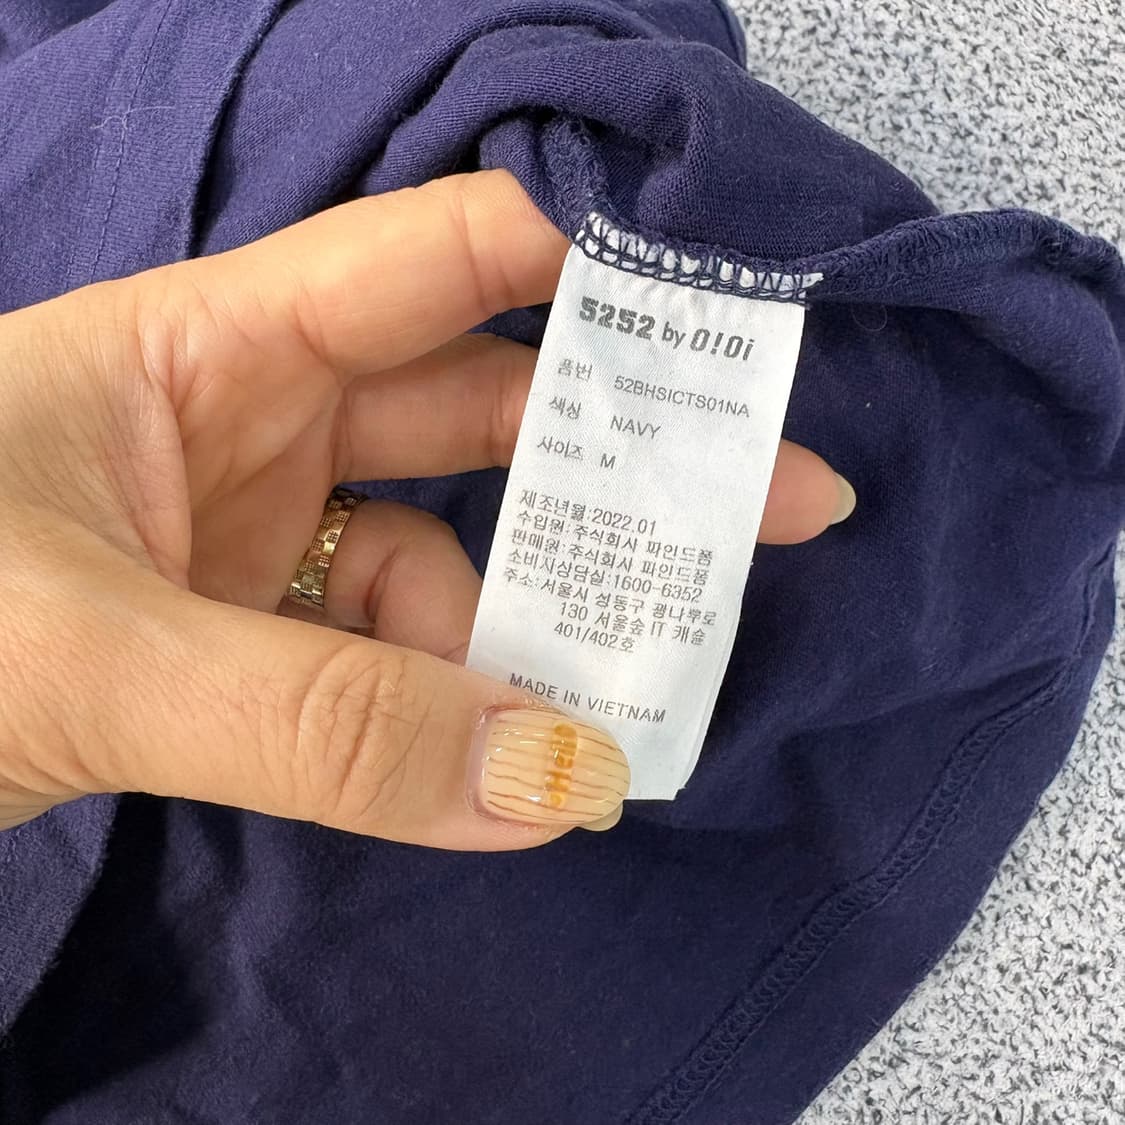 5252 by O!Oi
품번 52BHSICTS01NA
색상 NAVY
사이즈 M
제조년월:2022.01
수입원:주식회사 파인드폼
판매원:주식회사 파인드폼
소비자상담실:1600-6352
주소:서울시 성동구 광나루로
130 서울숲 IT 캐슬
401/402호
MADE IN VIETNAM
Hello